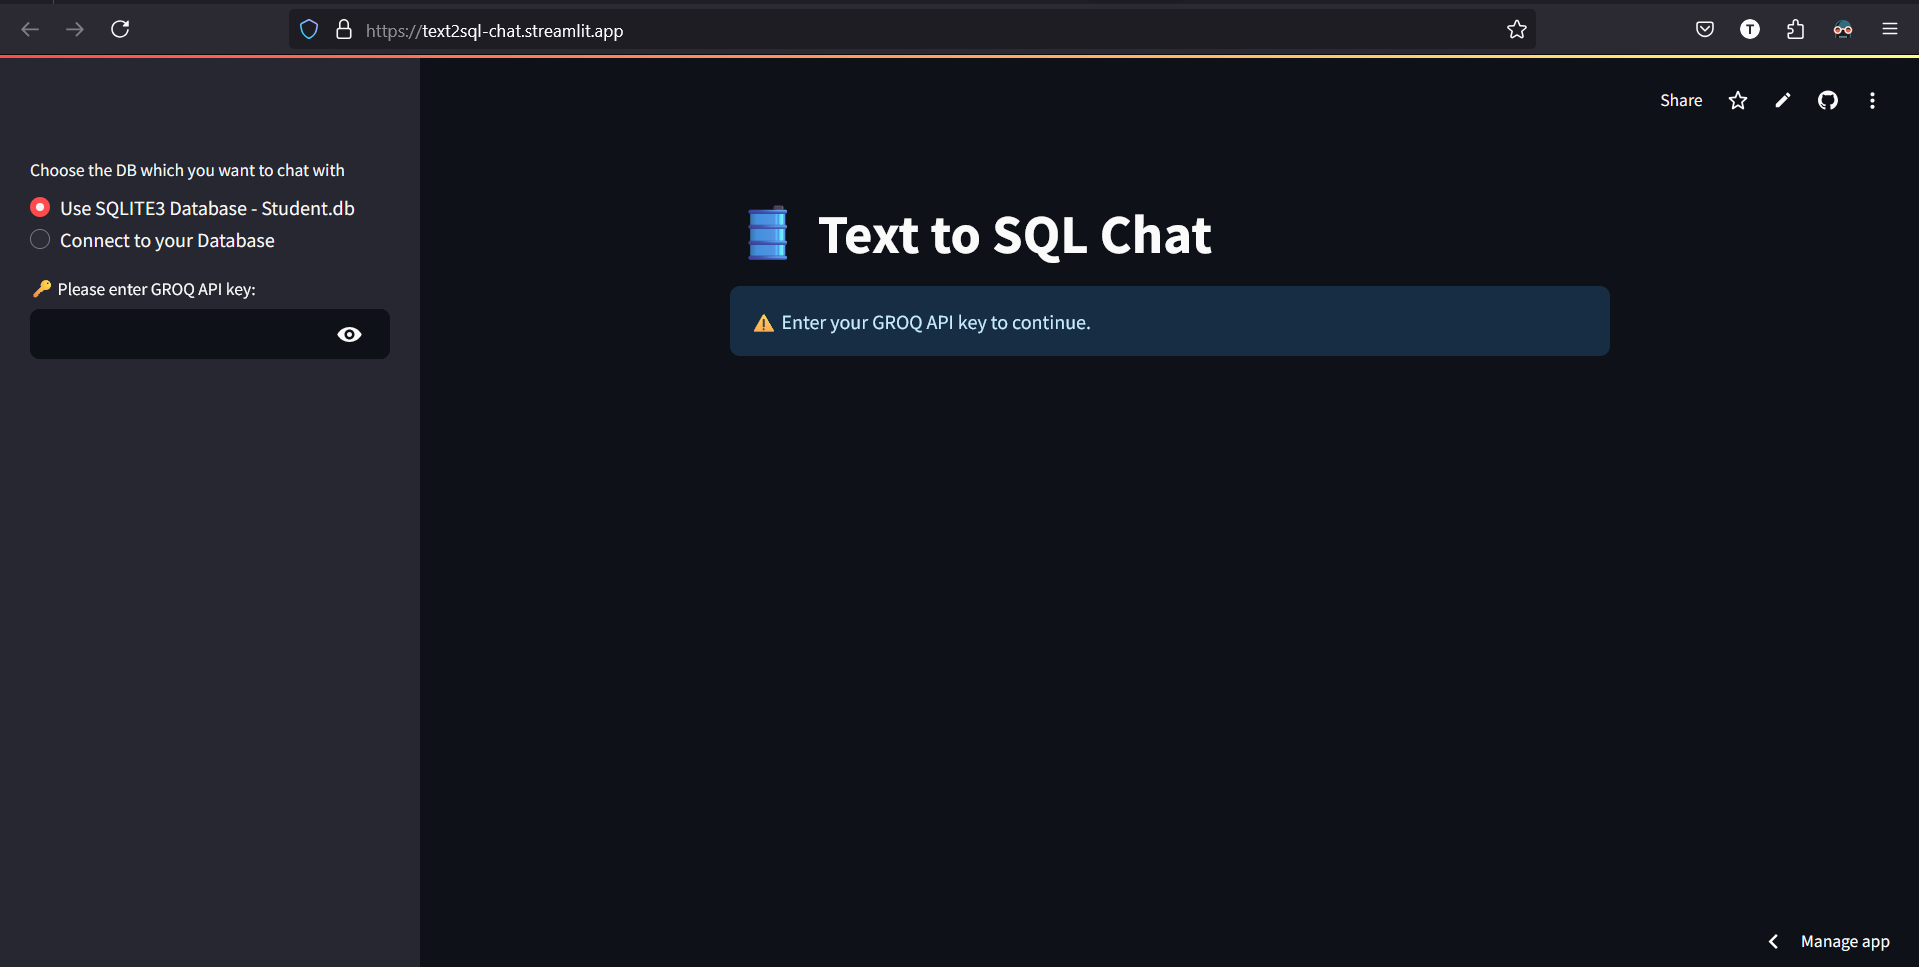 https://text2sql-chat.streamlit.app
T
Share
Choose the DB which you want to chat with
Use SQLITE3 Database - Student.db
Connect to your Database
Please enter GROQ API key:
Text to SQL Chat
Enter your GROQ API key to continue.
Manage app